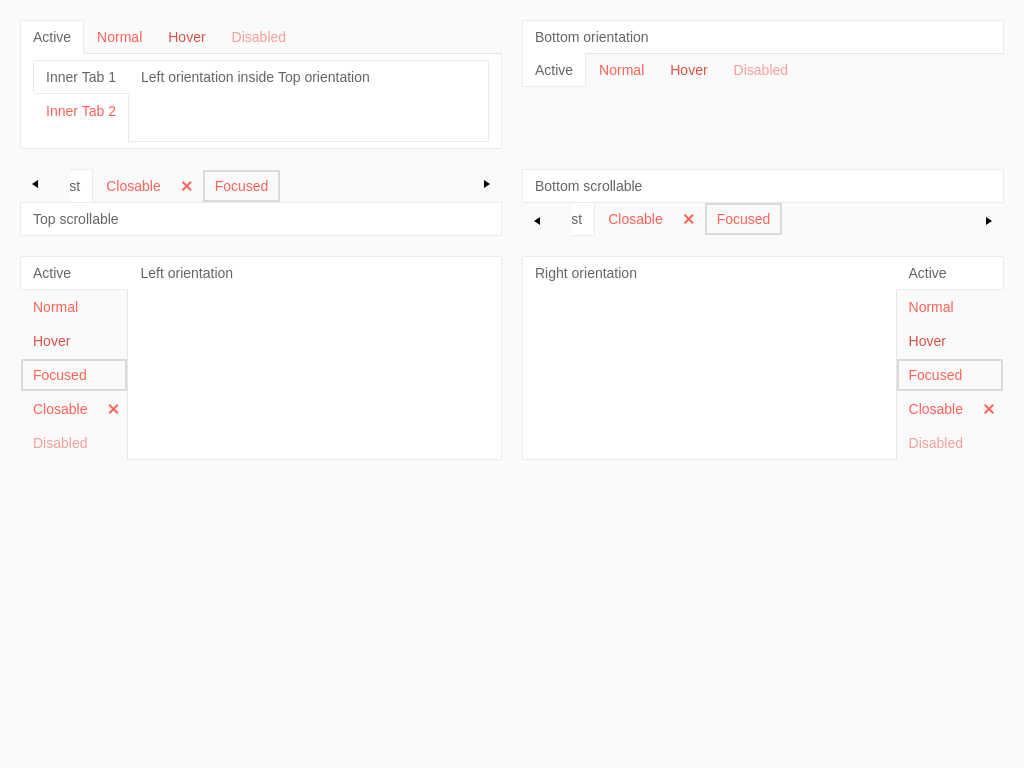 Active Normal Hover Disabled
Inner Tab 1 Left orientation inside Top orientation
Inner Tab 2
Bottom orientation
Active Normal Hover Disabled
st Closable Focused
Top scrollable
Bottom scrollable
st Closable Focused
Active Left orientation
Normal
Hover
Focused
Closable
Disabled
Right orientation Active
Normal
Hover
Focused
Closable
Disabled